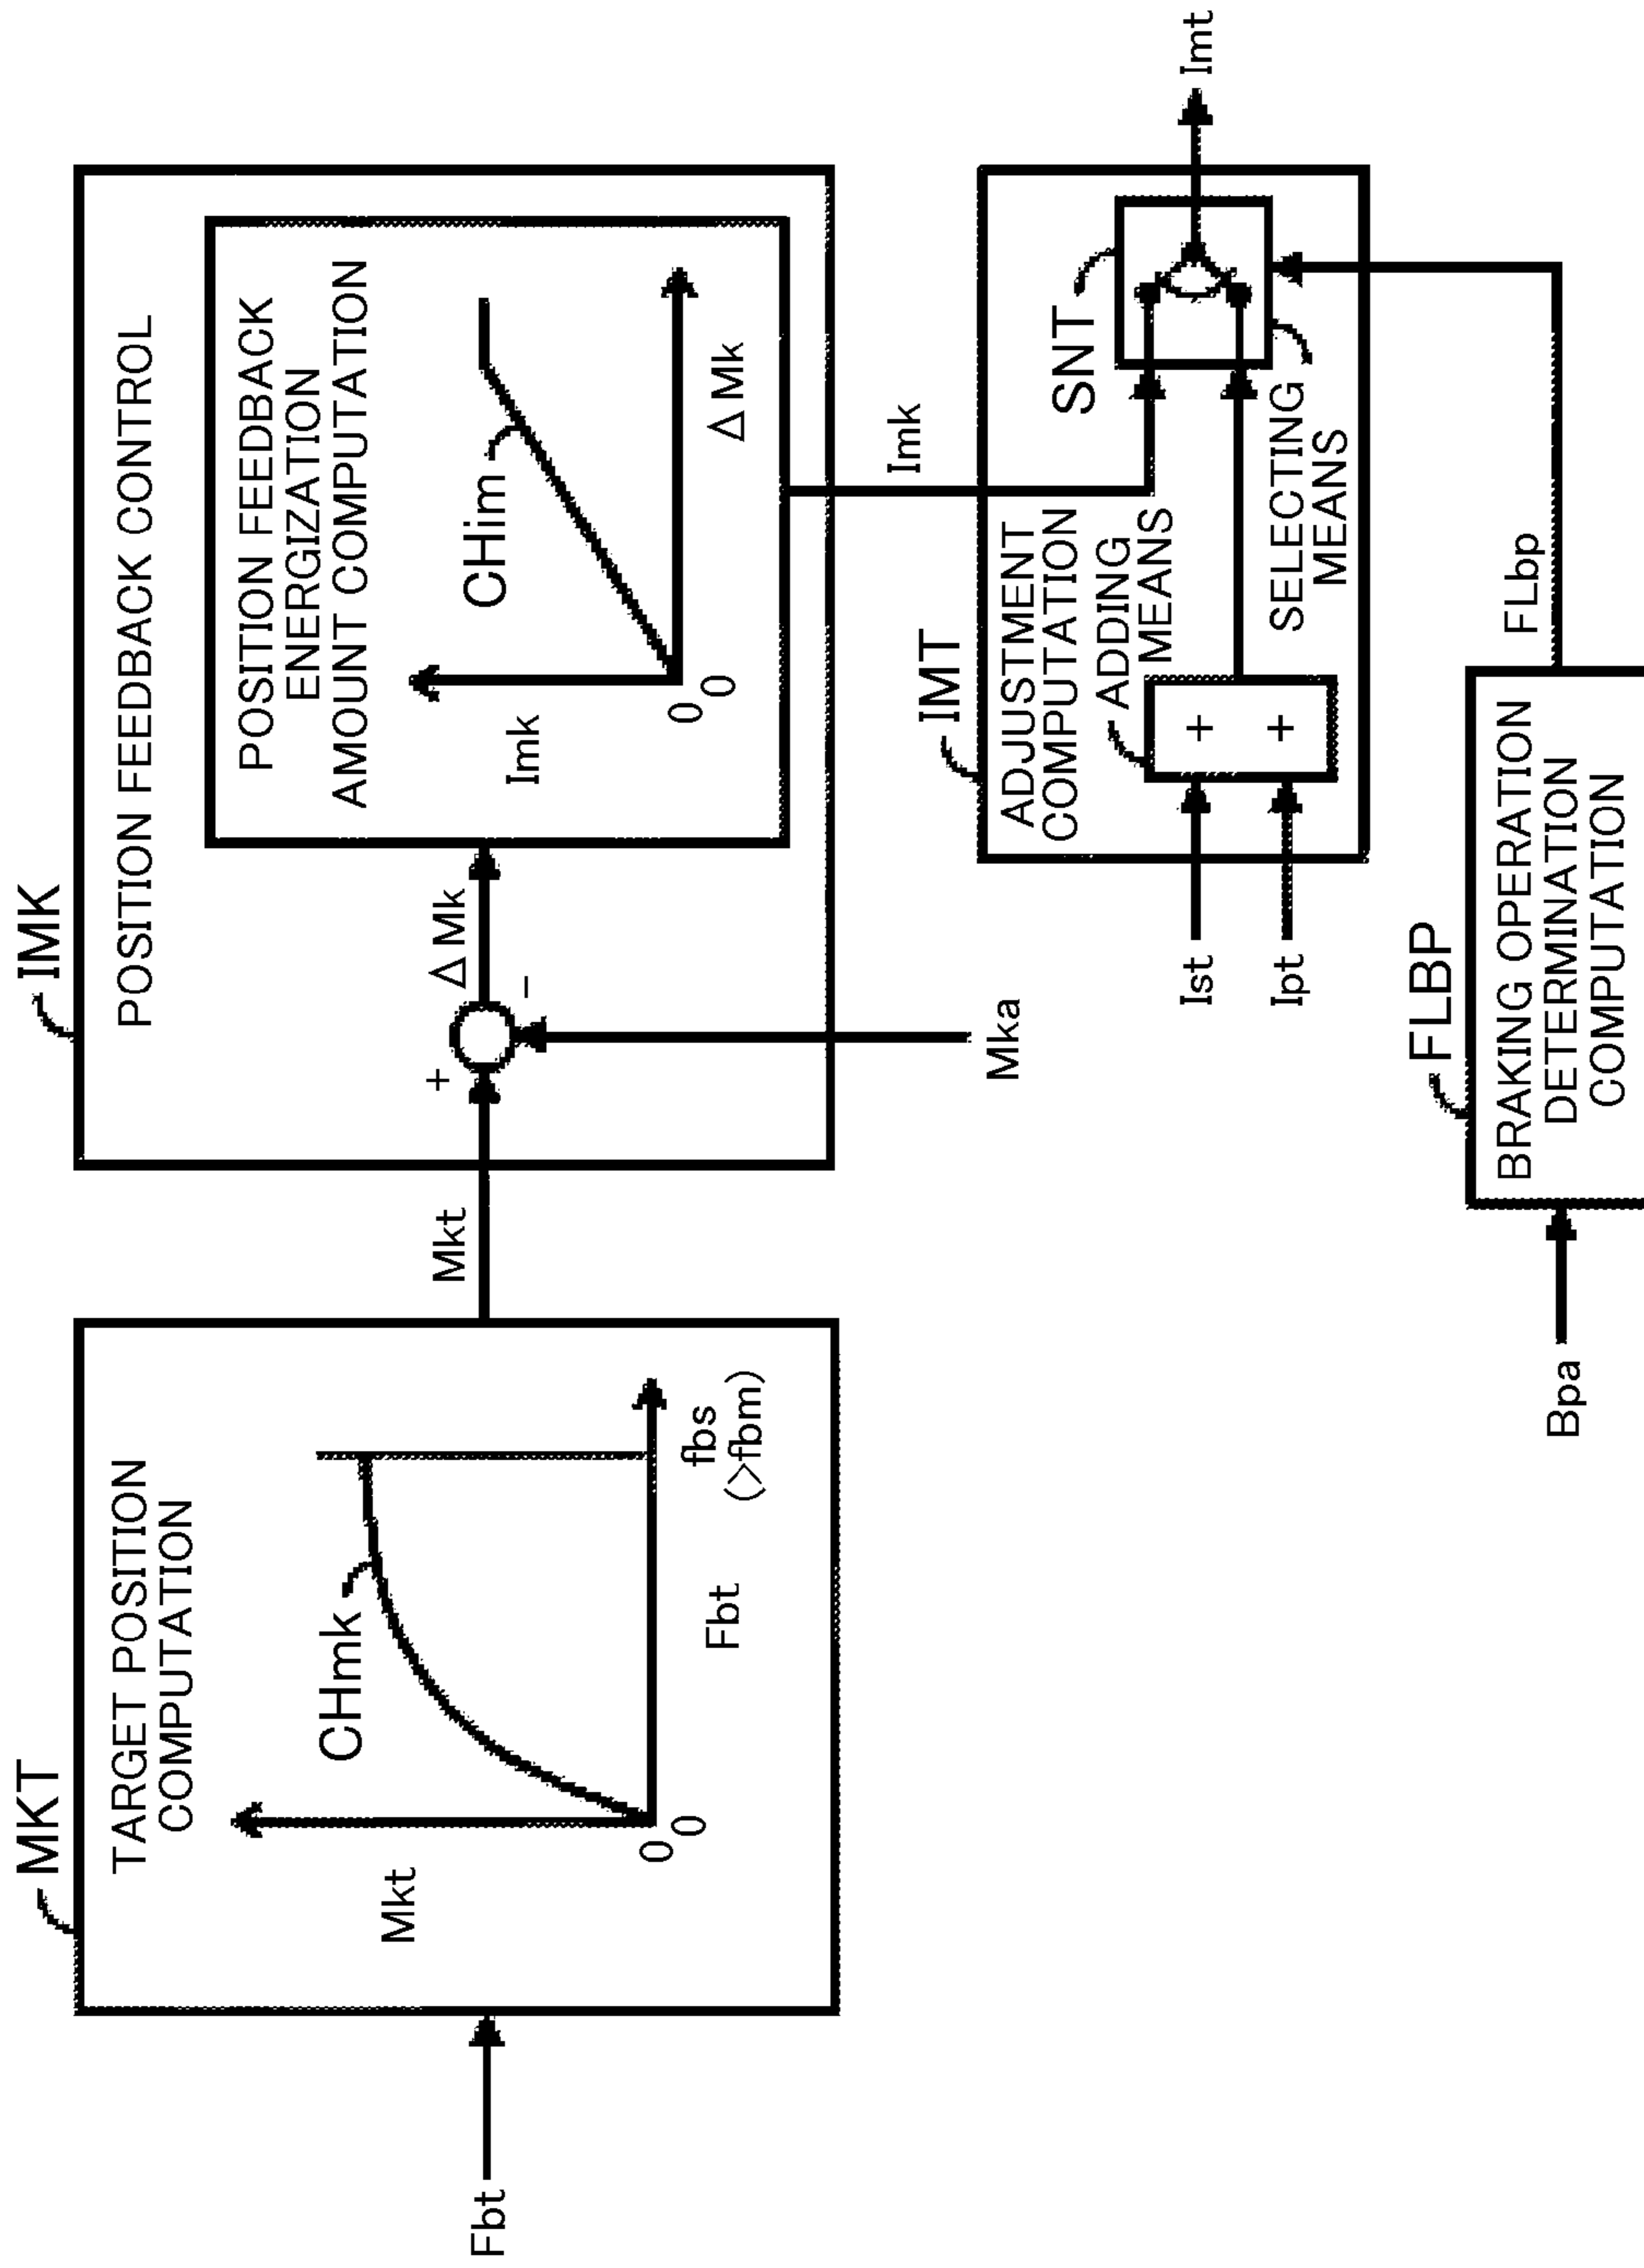 MKT
TARGET POSITION
COMPUTATION
Mkt
CHmk
0
0
Fbt
fbs
(>fbm)
Fbt
Mkt
IMK
POSITION FEEDBACK CONTROL
+
−
Δ Mk
Mka
POSITION FEEDBACK
ENERGIZATION
AMOUNT COMPUTATION
Imk
CHim
0
0
Δ Mk
Imk
IMT
ADJUSTMENT
COMPUTATION
ADDING
MEANS
+
+
Ist
Ipt
SNT
SELECTING
MEANS
Imt
FLBP
BRAKING OPERATION
DETERMINATION
COMPUTATION
Bpa
FLbp